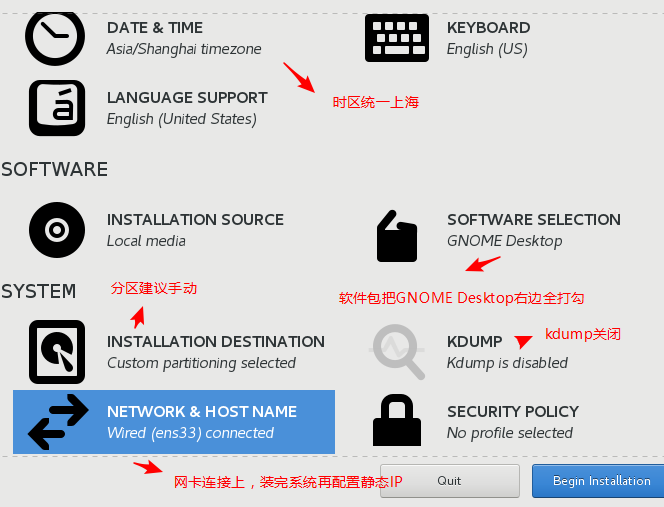 DATE & TIME
Asia/Shanghai timezone
KEYBOARD
English (US)
时区统一上海
LANGUAGE SUPPORT
English (United States)
SOFTWARE
INSTALLATION SOURCE
Local media
SOFTWARE SELECTION
GNOME Desktop
软件包把GNOME Desktop右边全打勾
SYSTEM
分区建议手动
INSTALLATION DESTINATION
Custom partitioning selected
KDUMP
Kdump is disabled
kdump关闭
NETWORK & HOST NAME
Wired (ens33) connected
SECURITY POLICY
No profile selected
网卡连接上，装完系统再配置静态IP
Quit
Begin Installation